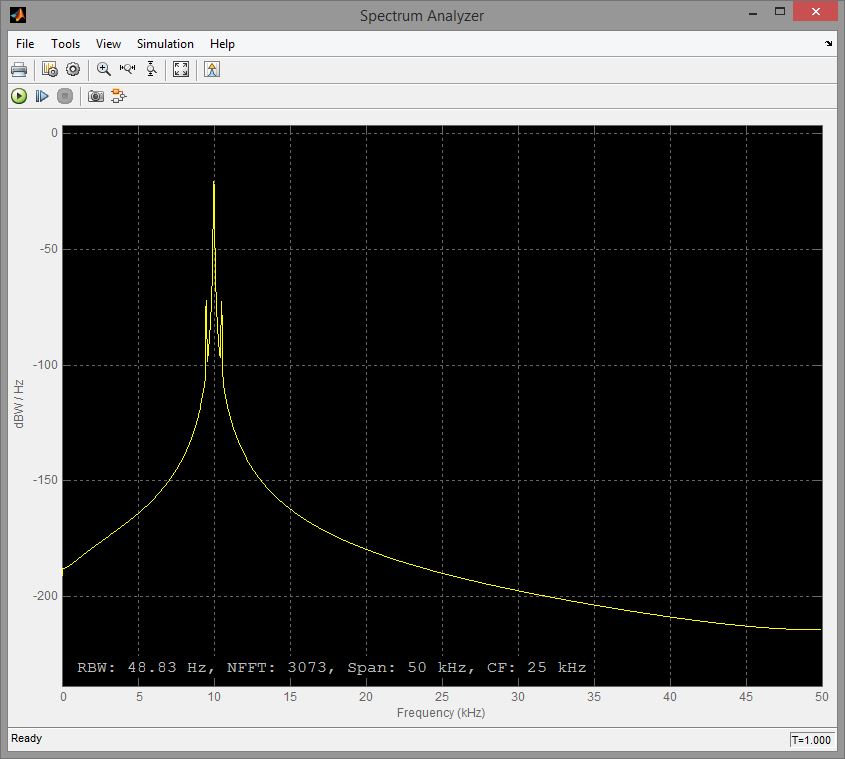 Spectrum Analyzer
File Tools View Simulation Help
0
-50
-100
-150
-200
dBW / Hz
RBW: 48.83 Hz, NFFT: 3073, Span: 50 kHz, CF: 25 kHz
0 5 10 15 20 25 30 35 40 45 50
Frequency (kHz)
Ready T=1.000